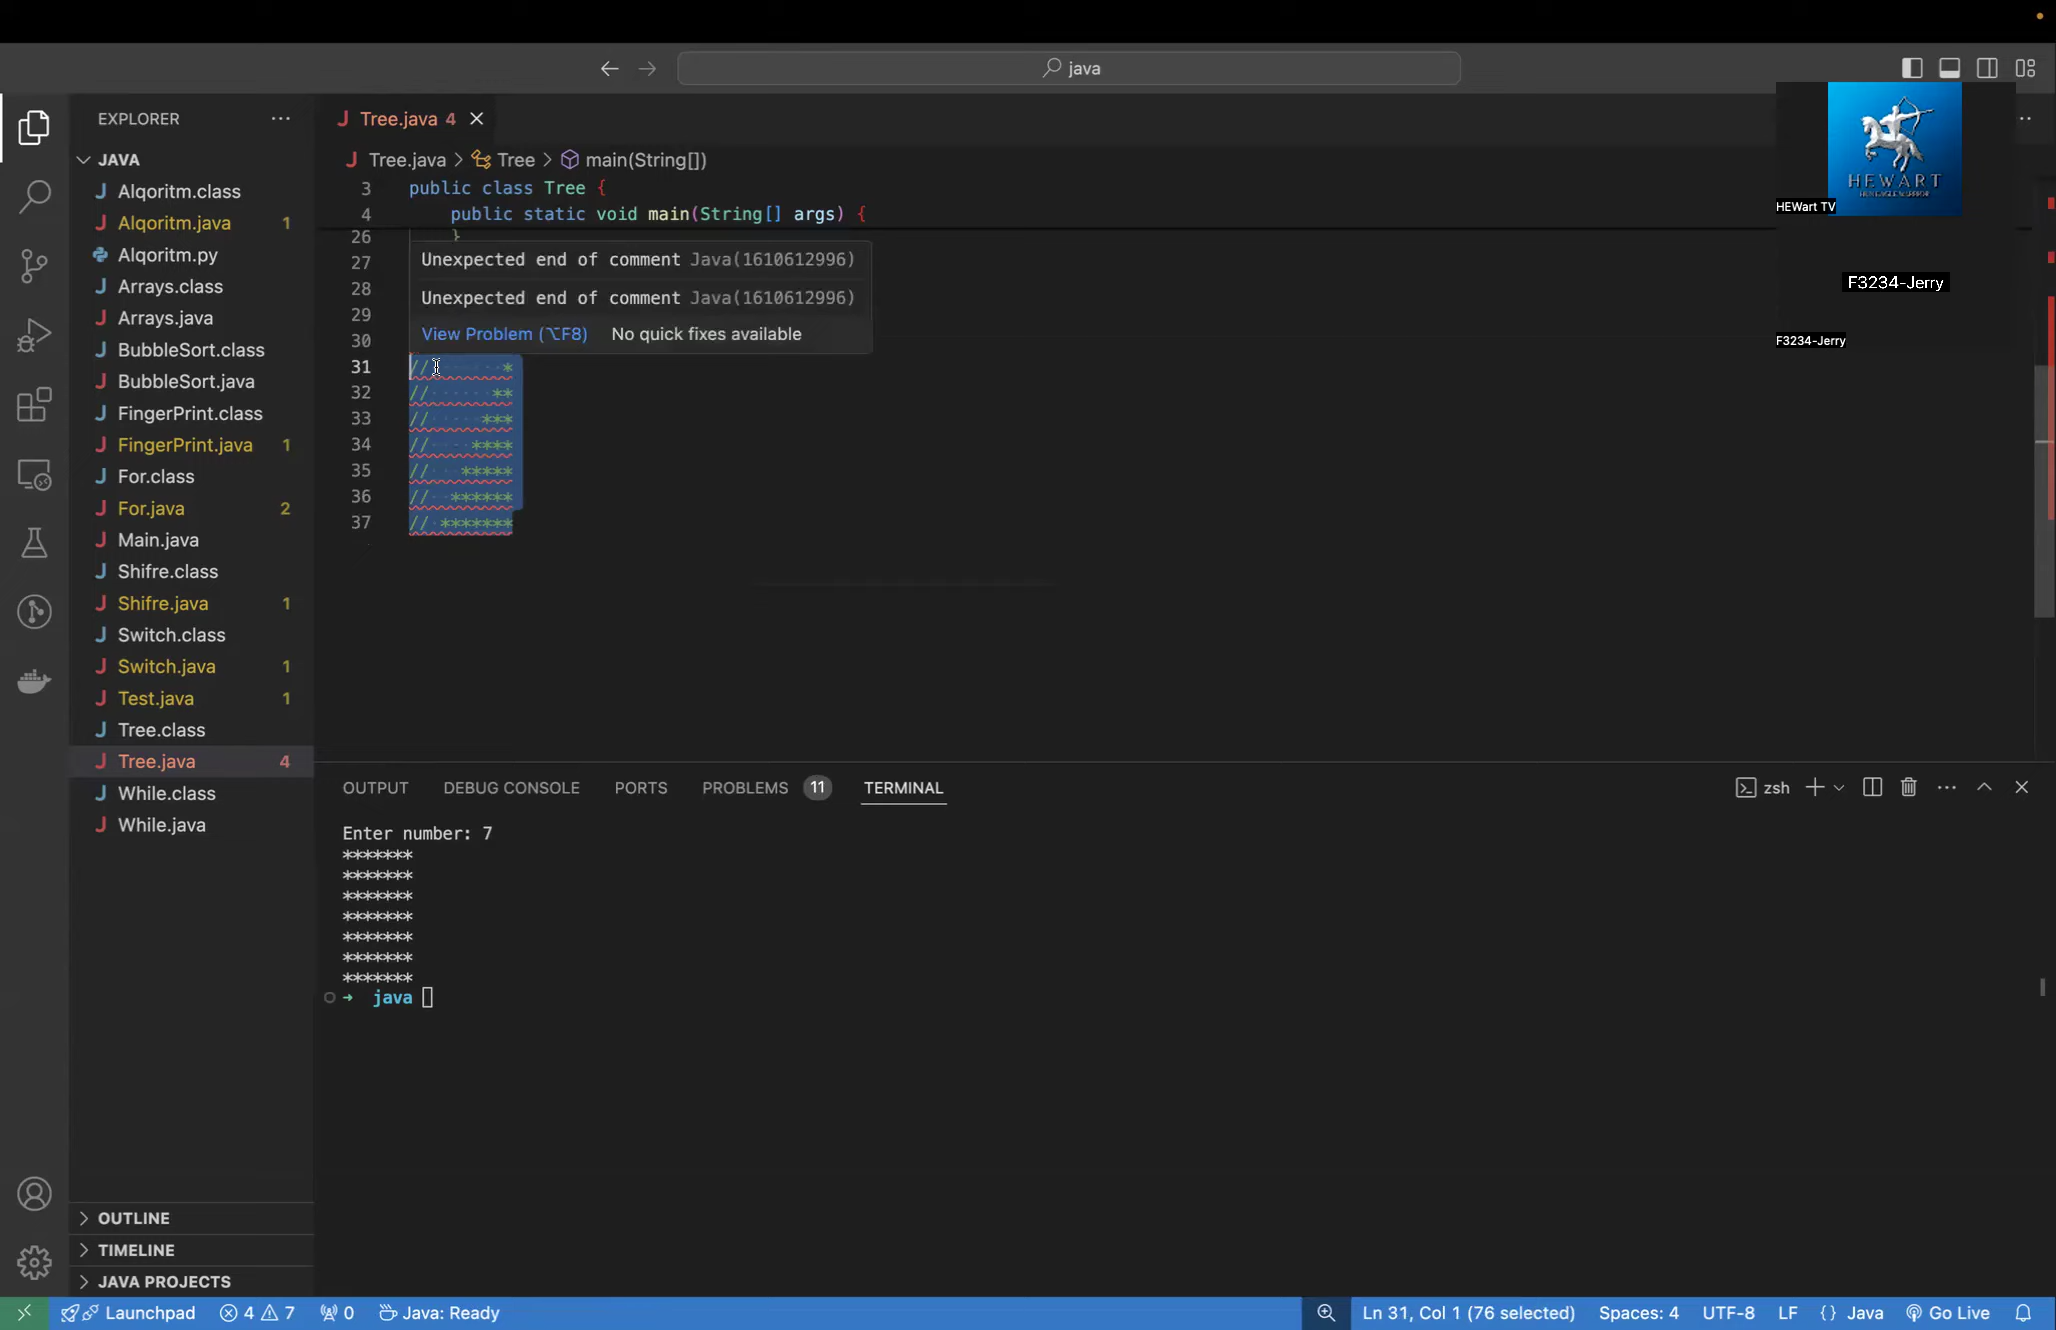 java
HEWART
HUN EAGLE WARRIOR
HEWart TV
F3234-Jerry
F3234-Jerry
EXPLORER
JAVA
Alqoritm.class
Alqoritm.java 1
Alqoritm.py
Arrays.class
Arrays.java
BubbleSort.class
BubbleSort.java
FingerPrint.class
FingerPrint.java 1
For.class
For.java 2
Main.java
Shifre.class
Shifre.java 1
Switch.class
Switch.java 1
Test.java 1
Tree.class
Tree.java 4
While.class
While.java
OUTLINE
TIMELINE
JAVA PROJECTS
Tree.java 4
Tree.java > Tree > main(String[])
3 public class Tree {
4 public static void main(String[] args) {
26 }
27
28
29
30
Unexpected end of comment Java(1610612996)
Unexpected end of comment Java(1610612996)
View Problem (⌥F8) No quick fixes available
31 //       *
32 //      **
33 //     ***
34 //    ****
35 //   *****
36 //  ******
37 // *******
OUTPUT DEBUG CONSOLE PORTS PROBLEMS 11 TERMINAL
zsh
Enter number: 7
*******
*******
*******
*******
*******
*******
*******
➜ java
Launchpad 4 7 0 Java: Ready
Ln 31, Col 1 (76 selected) Spaces: 4 UTF-8 LF {} Java Go Live